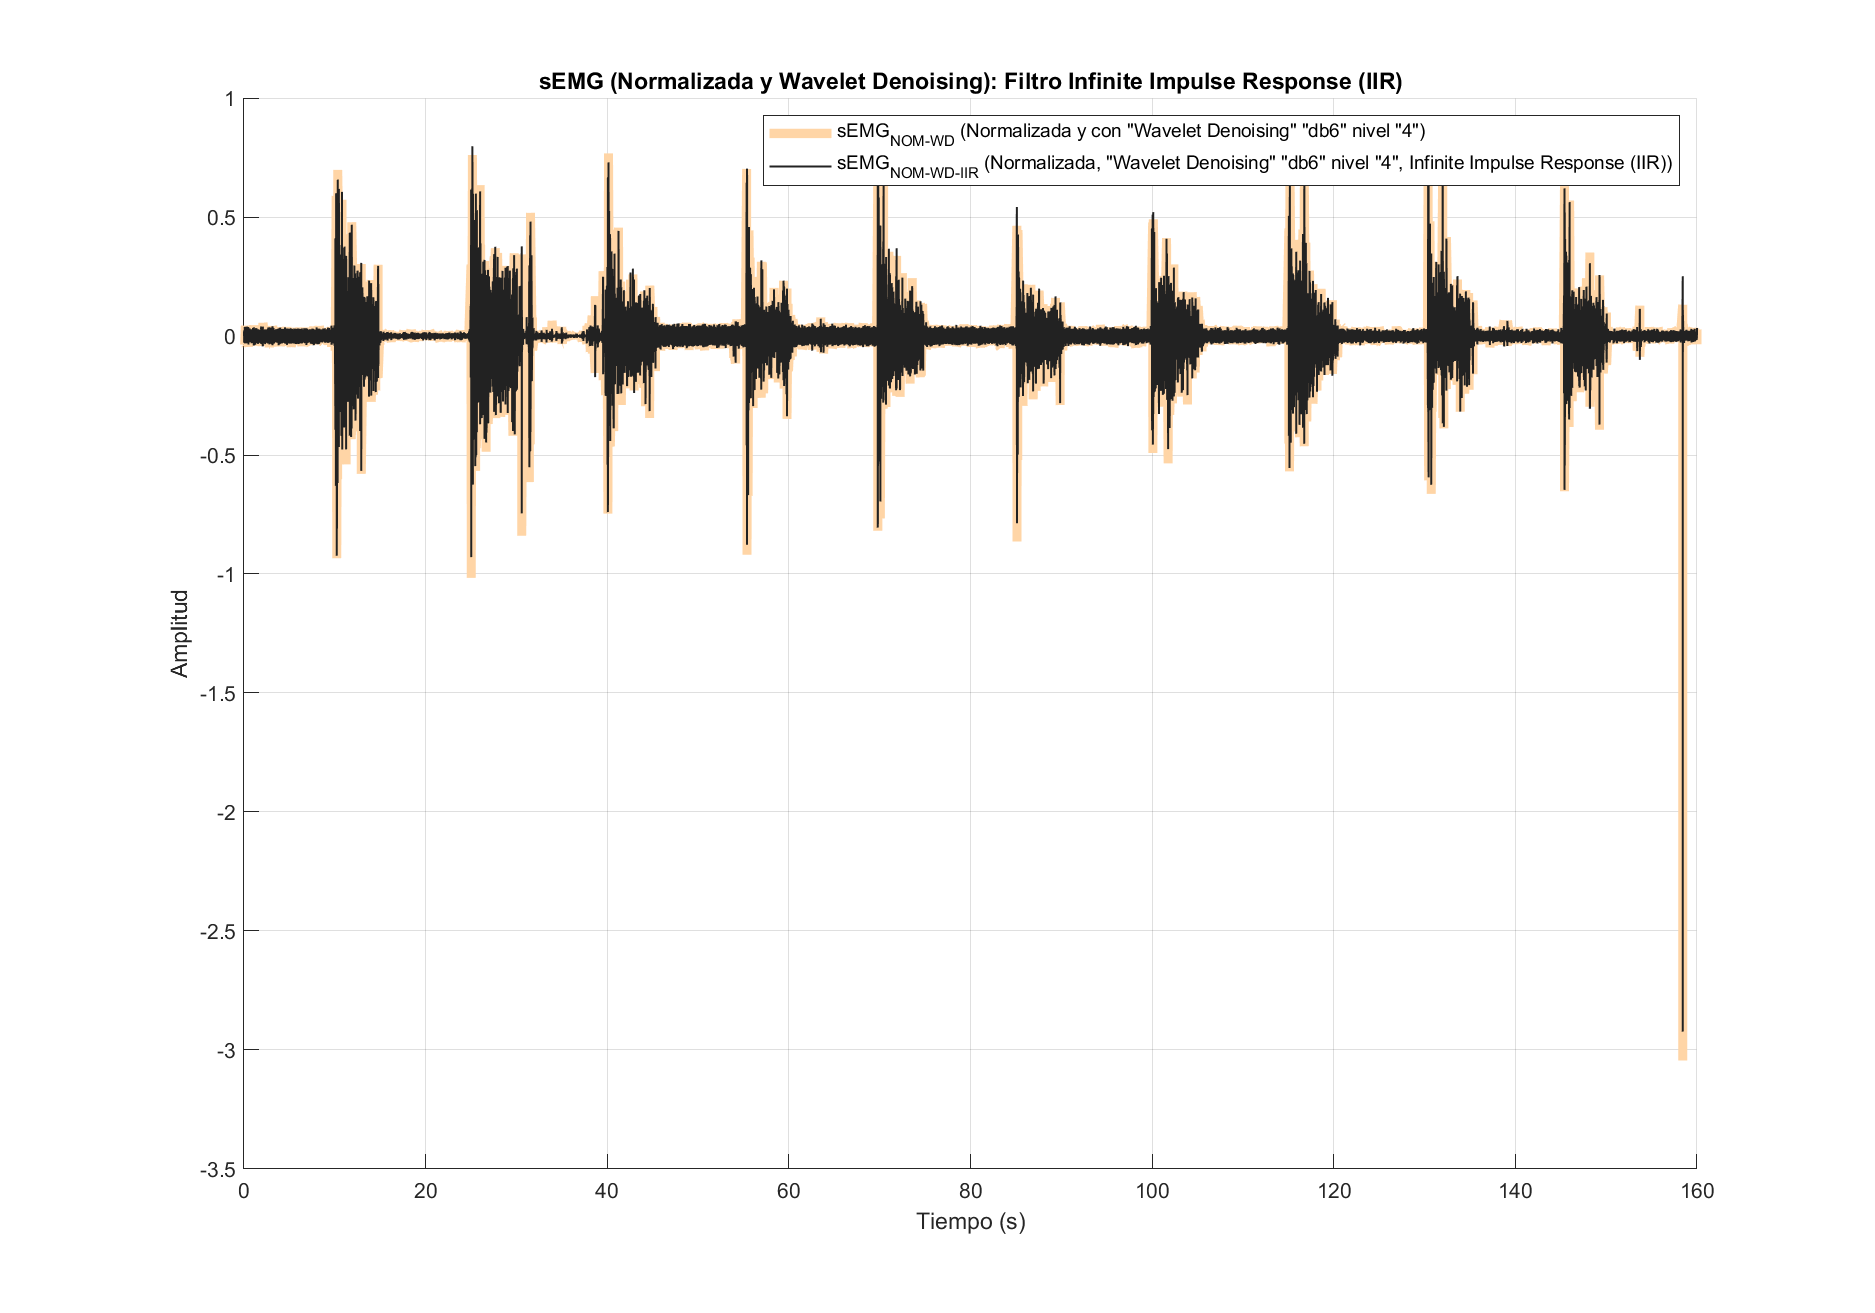 sEMG (Normalizada y Wavelet Denoising): Filtro Infinite Impulse Response (IIR)
sEMG_NOM-WD (Normalizada y con "Wavelet Denoising" "db6" nivel "4")
sEMG_NOM-WD-IIR (Normalizada, "Wavelet Denoising" "db6" nivel "4", Infinite Impulse Response (IIR))
1
0.5
0
-0.5
-1
-1.5
-2
-2.5
-3
-3.5
Amplitud
0 20 40 60 80 100 120 140 160
Tiempo (s)